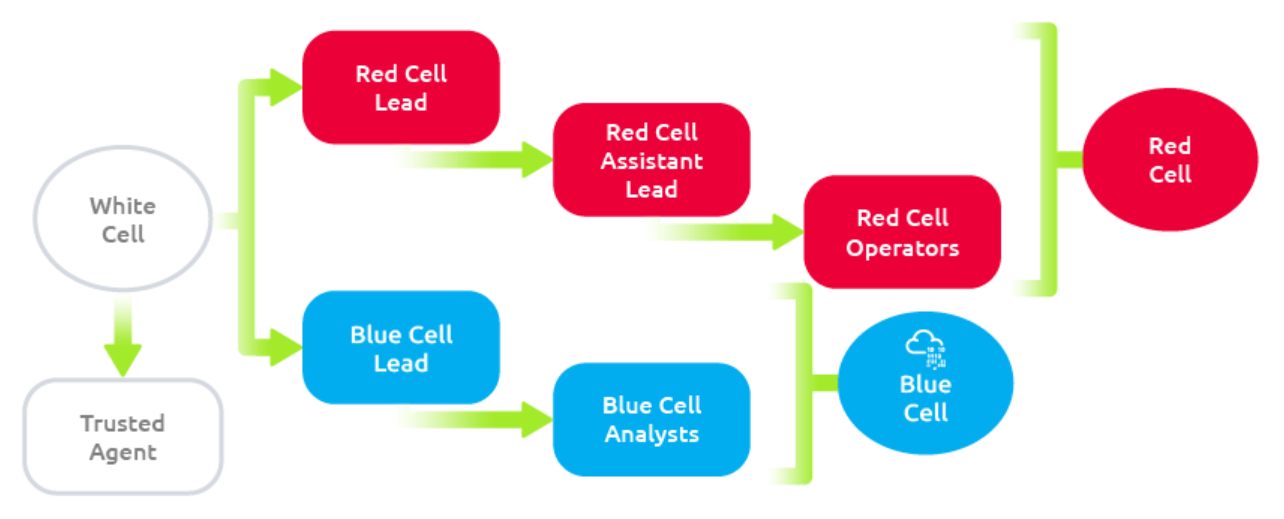 Red Cell
Lead
Red Cell
Assistant
Lead
Red Cell
Operators
Red
Cell
White
Cell
Trusted
Agent
Blue Cell
Lead
Blue Cell
Analysts
Blue
Cell